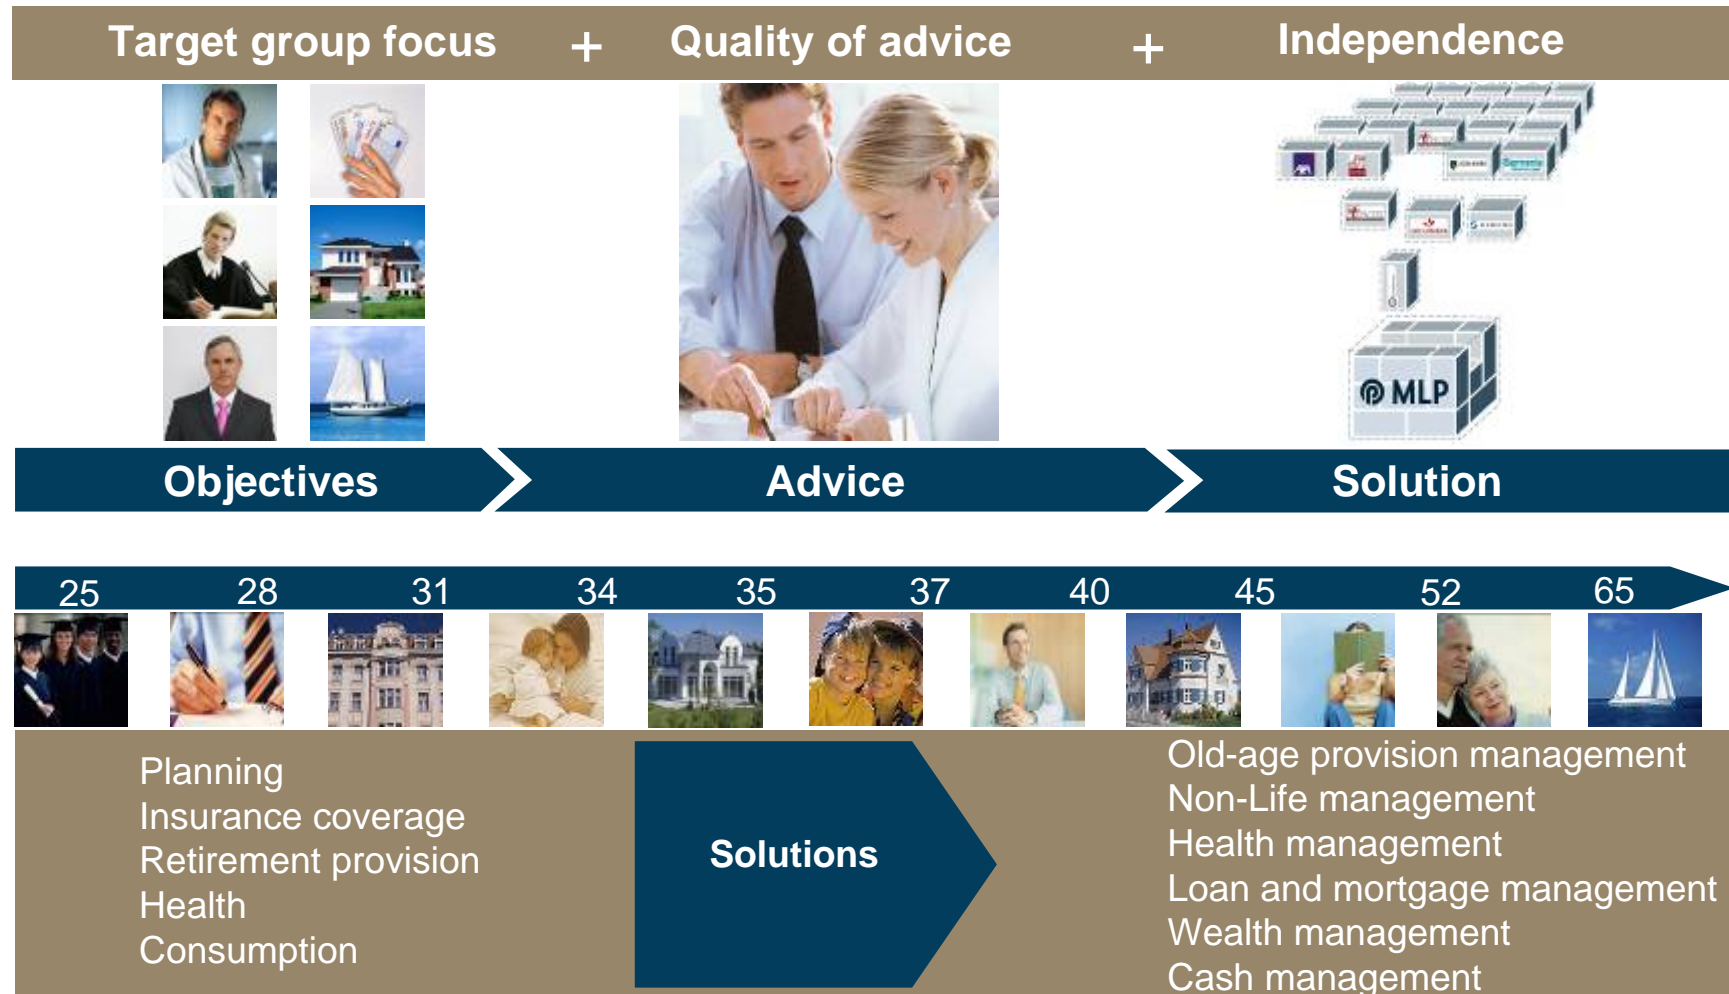 Target group focus + Quality of advice + Independence
MLP
Objectives Advice Solution
25 28 31 34 35 37 40 45 52 65
Planning
Insurance coverage
Retirement provision
Health
Consumption
Solutions
Old-age provision management
Non-Life management
Health management
Loan and mortgage management
Wealth management
Cash management